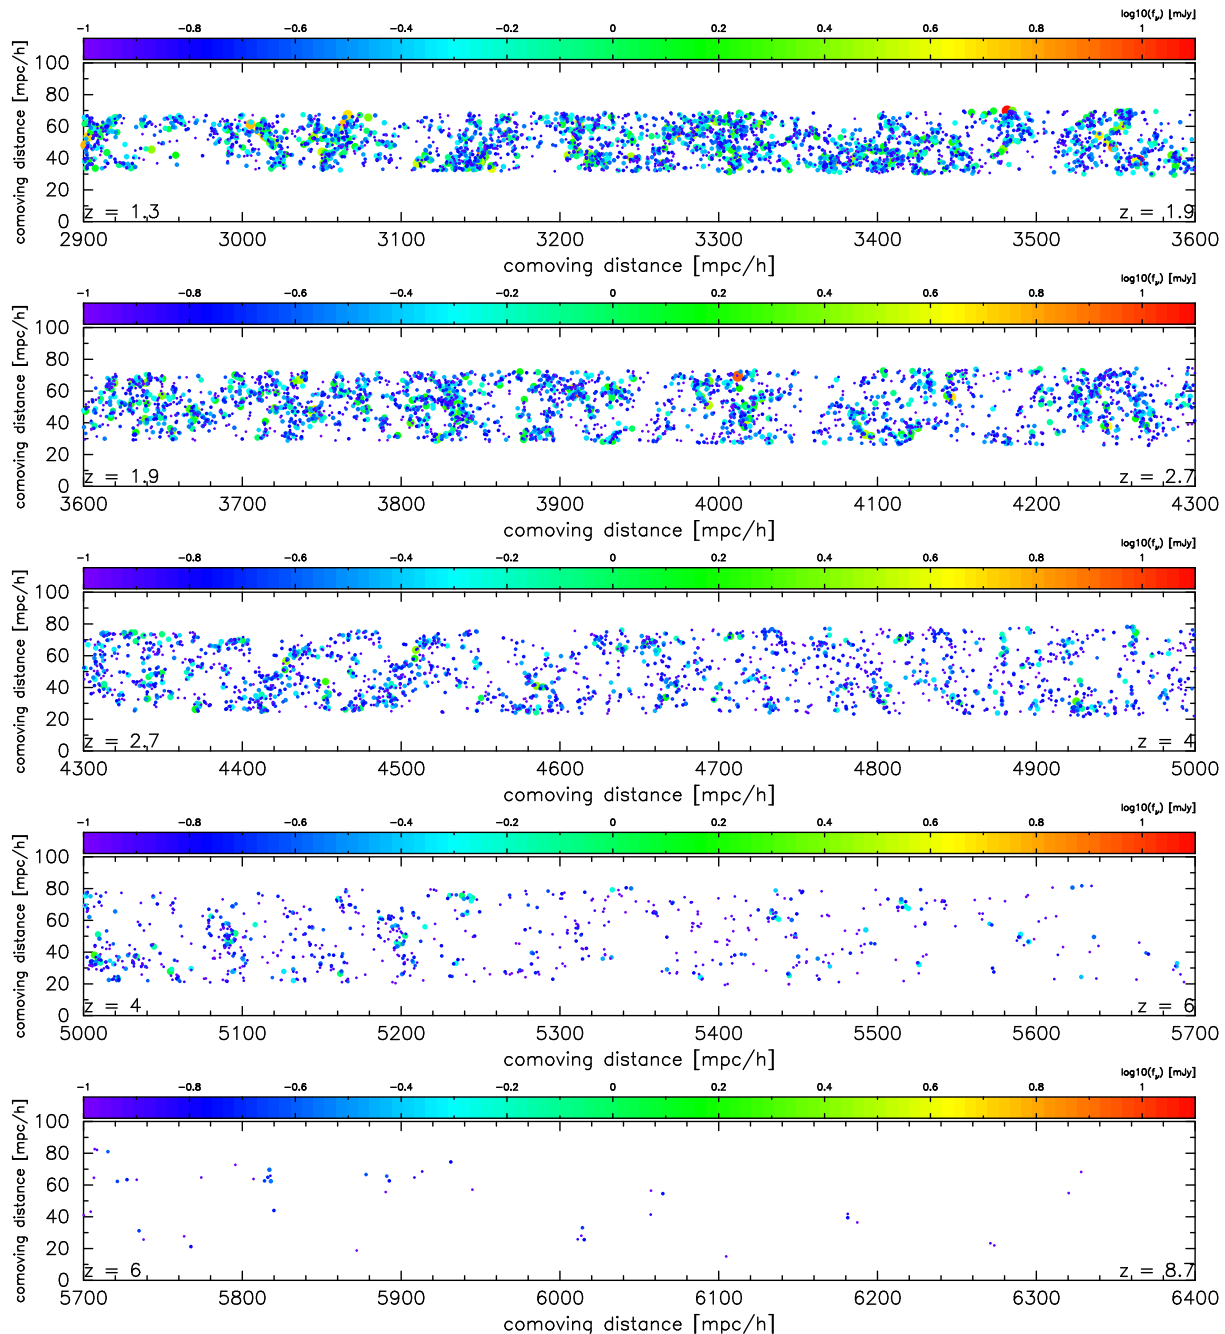 log10(f_ν) [mJy]
-1 -0.8 -0.6 -0.4 -0.2 0 0.2 0.4 0.6 0.8 1
comoving distance [mpc/h]
100
80
60
40
20
0
z = 1.3 z = 1.9
2900 3000 3100 3200 3300 3400 3500 3600
comoving distance [mpc/h]
log10(f_ν) [mJy]
-1 -0.8 -0.6 -0.4 -0.2 0 0.2 0.4 0.6 0.8 1
comoving distance [mpc/h]
100
80
60
40
20
0
z = 1.9 z = 2.7
3600 3700 3800 3900 4000 4100 4200 4300
comoving distance [mpc/h]
log10(f_ν) [mJy]
-1 -0.8 -0.6 -0.4 -0.2 0 0.2 0.4 0.6 0.8 1
comoving distance [mpc/h]
100
80
60
40
20
0
z = 2.7 z = 4
4300 4400 4500 4600 4700 4800 4900 5000
comoving distance [mpc/h]
log10(f_ν) [mJy]
-1 -0.8 -0.6 -0.4 -0.2 0 0.2 0.4 0.6 0.8 1
comoving distance [mpc/h]
100
80
60
40
20
0
z = 4 z = 6
5000 5100 5200 5300 5400 5500 5600 5700
comoving distance [mpc/h]
log10(f_ν) [mJy]
-1 -0.8 -0.6 -0.4 -0.2 0 0.2 0.4 0.6 0.8 1
comoving distance [mpc/h]
100
80
60
40
20
0
z = 6 z = 8.7
5700 5800 5900 6000 6100 6200 6300 6400
comoving distance [mpc/h]